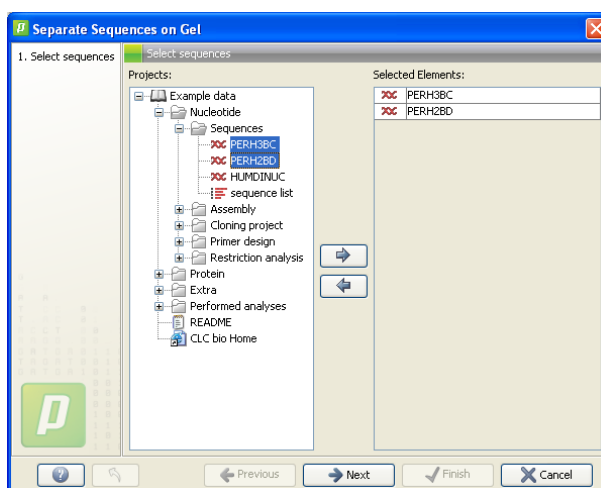 Separate Sequences on Gel
1. Select sequences
Select sequences
Projects:
Example data
Nucleotide
Sequences
PERH3BC
PERH2BD
HUMDINUC
sequence list
Assembly
Cloning project
Primer design
Restriction analysis
Protein
Extra
Performed analyses
README
CLC bio Home
Selected Elements:
PERH3BC
PERH2BD
Previous
Next
Finish
Cancel